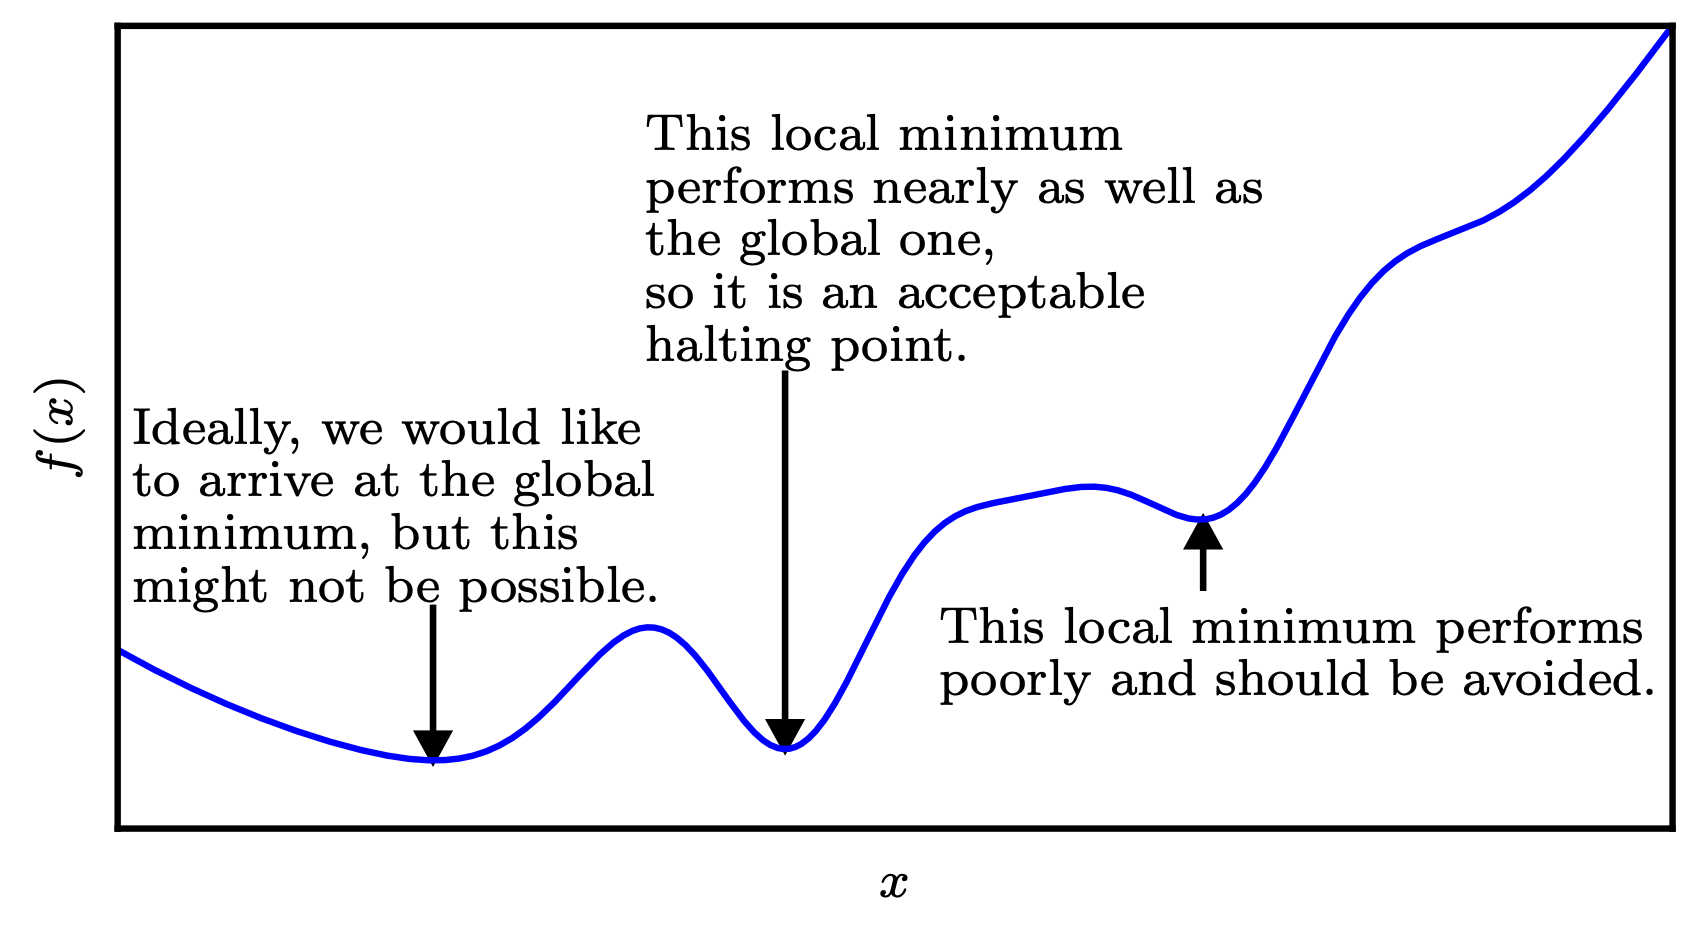 This local minimum
performs nearly as well as
the global one,
so it is an acceptable
halting point.
Ideally, we would like
to arrive at the global
minimum, but this
might not be possible.
This local minimum performs
poorly and should be avoided.
f(x)
x